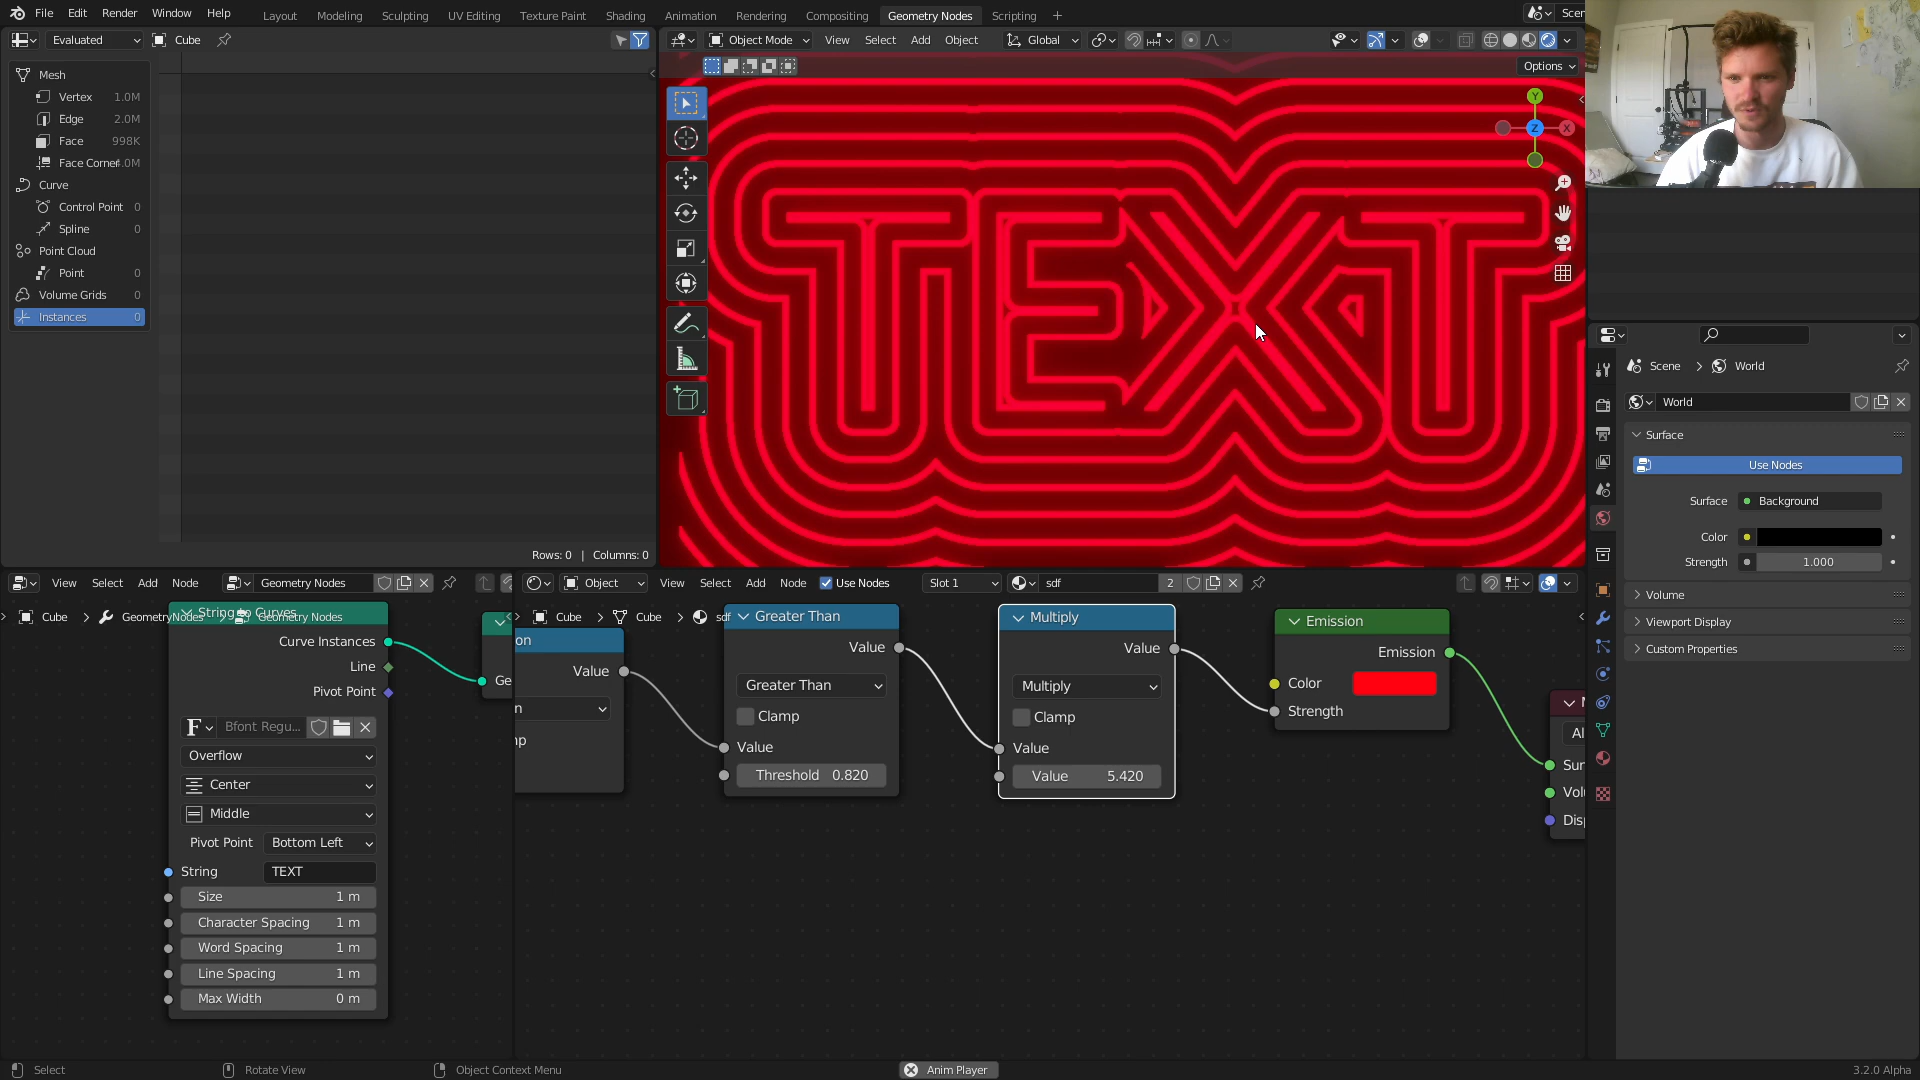 File Edit Render Window Help Layout Modeling Sculpting UV Editing Texture Paint Shading Animation Rendering Compositing Geometry Nodes Scripting
Evaluated Cube
Object Mode View Select Add Object Global
Options
Mesh
Vertex 1.0M
Edge 2.0M
Face 998K
Face Corner
Curve
Control Point 0
Spline 0
Point Cloud
Point 0
Volume Grids 0
Instances 0
TEXT
Y
Z
X
Rows: 0 | Columns: 0
Scene World
World
Surface
Use Nodes
Surface Background
Color
Strength 1.000
Volume
Viewport Display
Custom Properties
View Select Add Node Geometry Nodes
Object View Select Add Node Use Nodes Slot 1 sdf 2
Cube GeometryNodes Geometry Nodes
Cube Cube sdf
String to Curves
Curve Instances
Line
Pivot Point
F Bfont Regu...
Overflow
Center
Middle
Pivot Point Bottom Left
String TEXT
Size 1 m
Character Spacing 1 m
Word Spacing 1 m
Line Spacing 1 m
Max Width 0 m
Ge
on
Value
n
Greater Than
Value
Greater Than
Clamp
Value
Threshold 0.820
Multiply
Value
Multiply
Clamp
Value
Value 5.420
Emission
Emission
Color
Strength
Select Rotate View Object Context Menu Anim Player 3.2.0 Alpha